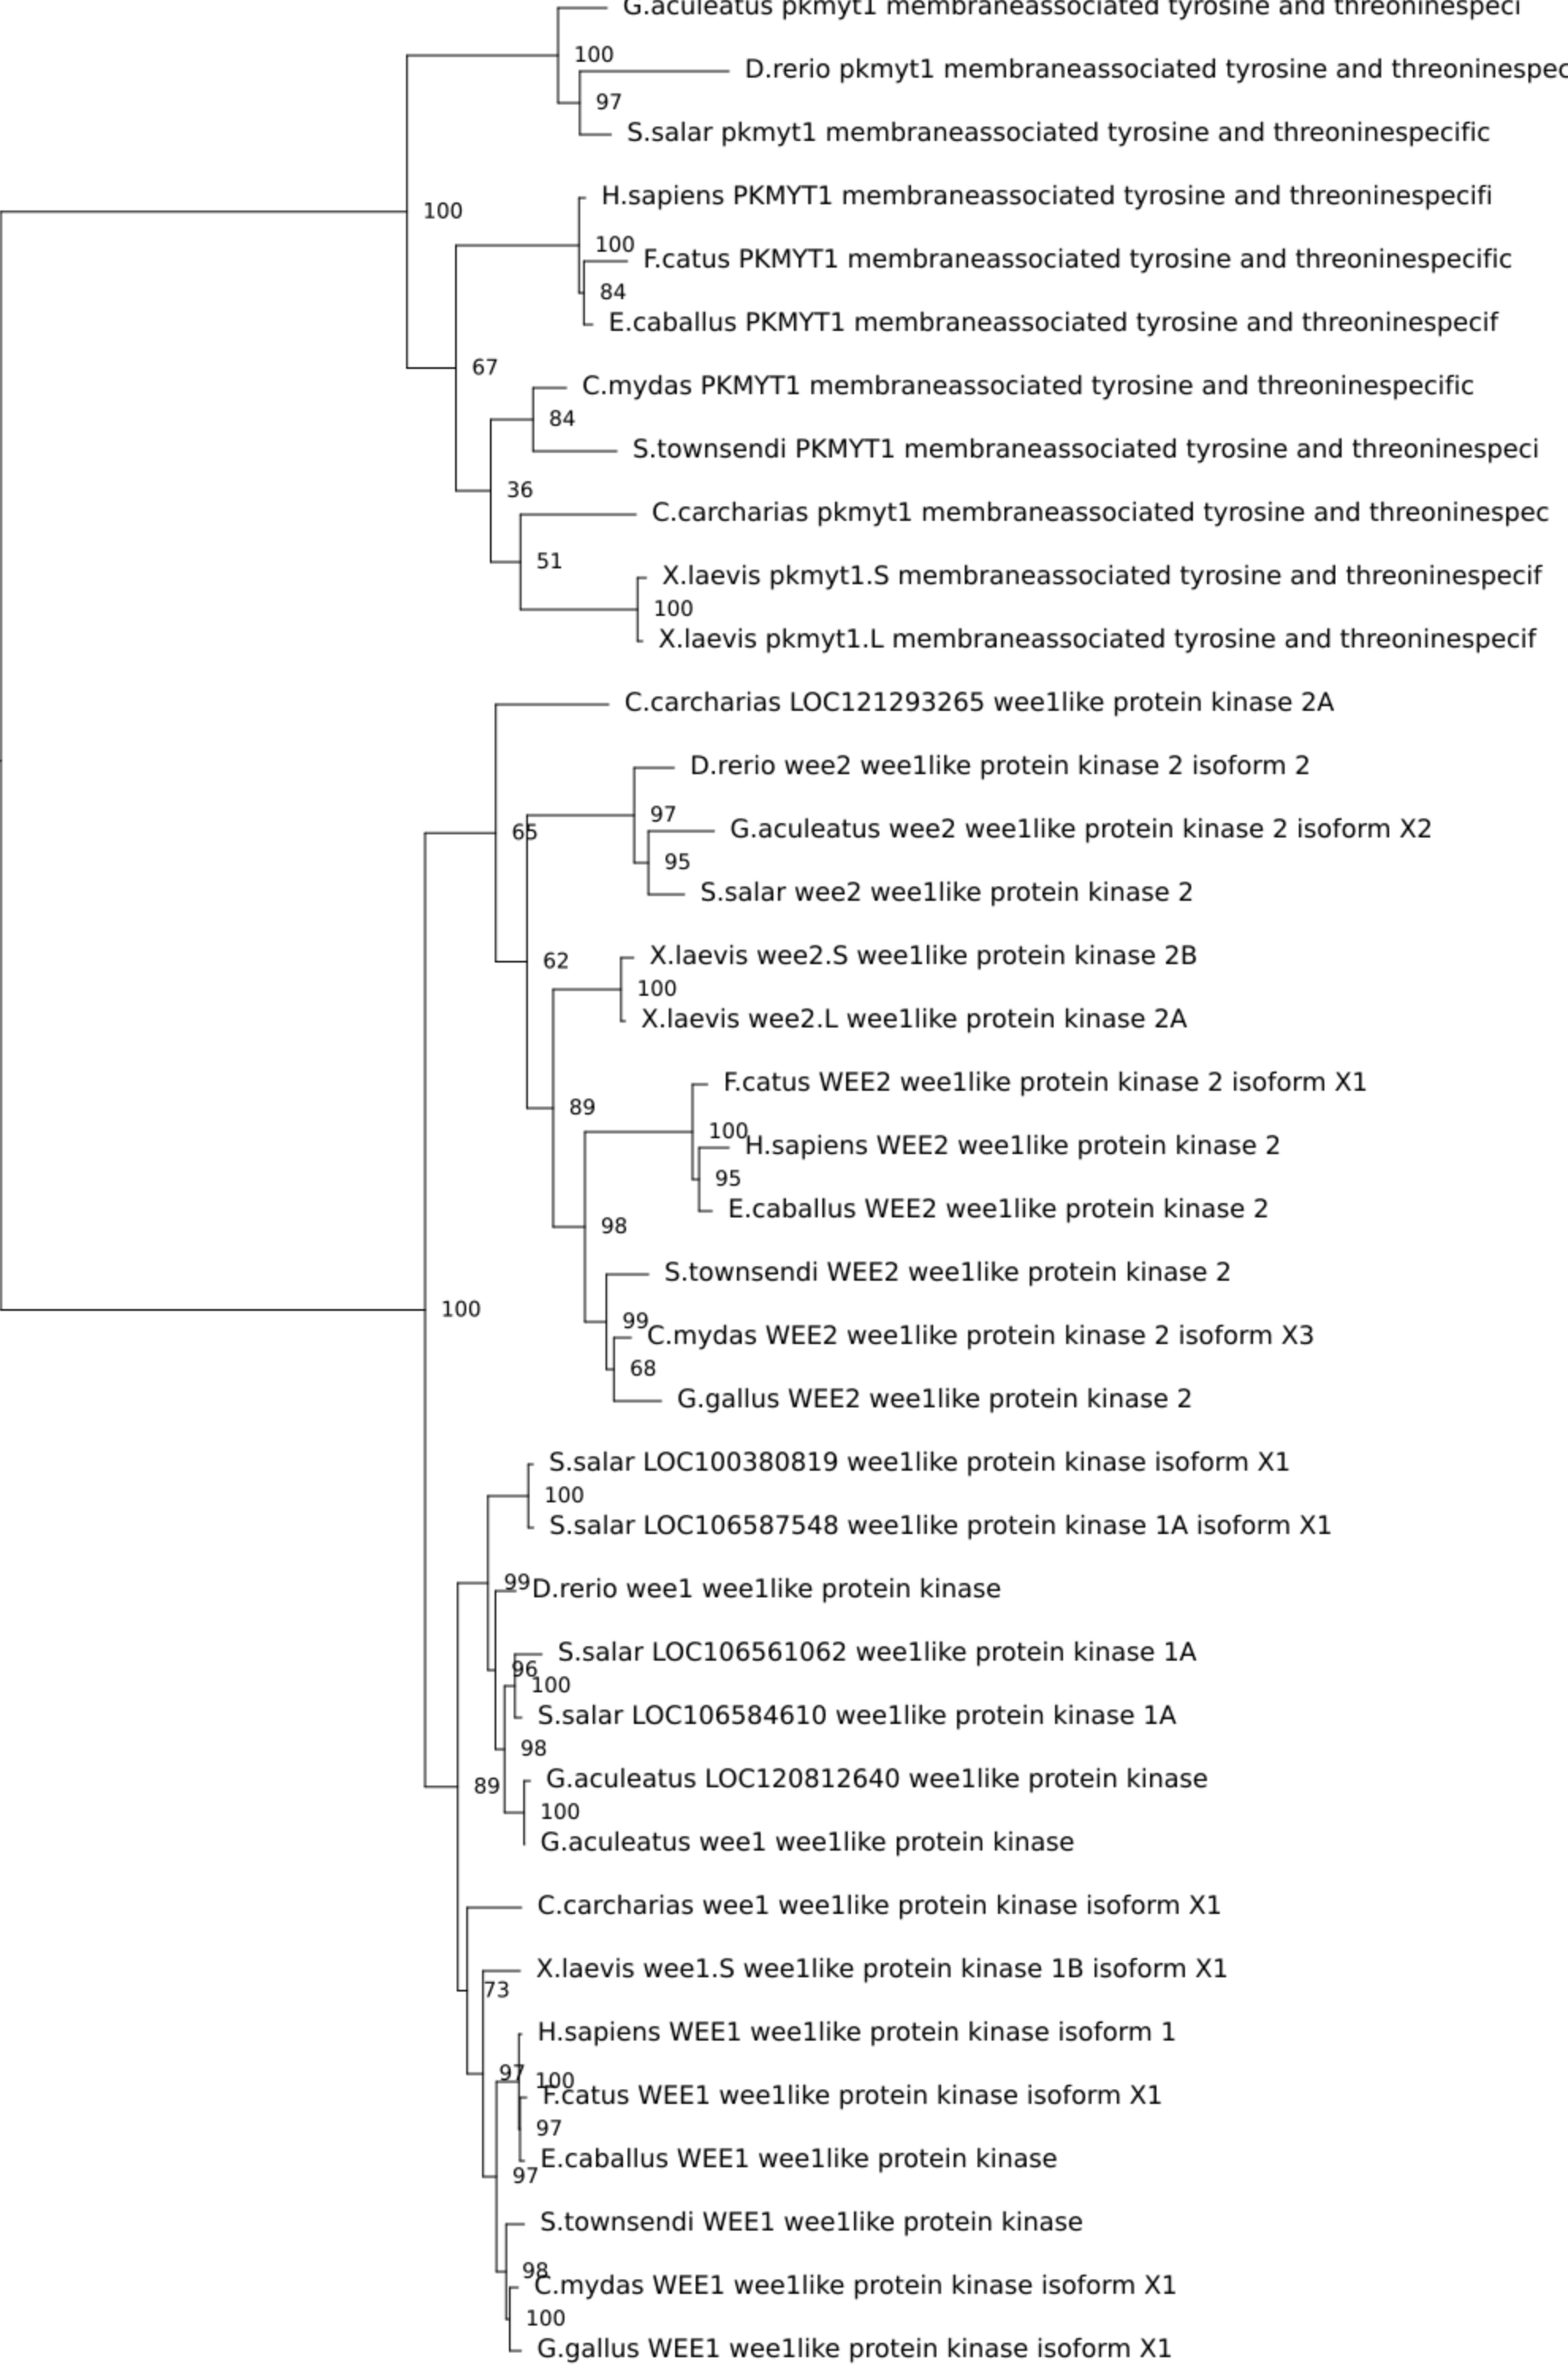 G.aculeatus pkmyt1 membraneassociated tyrosine and threoninespeci
100
D.rerio pkmyt1 membraneassociated tyrosine and threoninespec
97
S.salar pkmyt1 membraneassociated tyrosine and threoninespecific
H.sapiens PKMYT1 membraneassociated tyrosine and threoninespecifi
100
100
F.catus PKMYT1 membraneassociated tyrosine and threoninespecific
84
E.caballus PKMYT1 membraneassociated tyrosine and threoninespecif
67
C.mydas PKMYT1 membraneassociated tyrosine and threoninespecific
84
S.townsendi PKMYT1 membraneassociated tyrosine and threoninespeci
36
C.carcharias pkmyt1 membraneassociated tyrosine and threoninespec
51
X.laevis pkmyt1.S membraneassociated tyrosine and threoninespecif
100
X.laevis pkmyt1.L membraneassociated tyrosine and threoninespecif
C.carcharias LOC121293265 wee1like protein kinase 2A
D.rerio wee2 wee1like protein kinase 2 isoform 2
97
65
G.aculeatus wee2 wee1like protein kinase 2 isoform X2
95
S.salar wee2 wee1like protein kinase 2
X.laevis wee2.S wee1like protein kinase 2B
62
100
X.laevis wee2.L wee1like protein kinase 2A
F.catus WEE2 wee1like protein kinase 2 isoform X1
89
100
H.sapiens WEE2 wee1like protein kinase 2
95
E.caballus WEE2 wee1like protein kinase 2
98
S.townsendi WEE2 wee1like protein kinase 2
100
99
C.mydas WEE2 wee1like protein kinase 2 isoform X3
68
G.gallus WEE2 wee1like protein kinase 2
S.salar LOC100380819 wee1like protein kinase isoform X1
100
S.salar LOC106587548 wee1like protein kinase 1A isoform X1
99
D.rerio wee1 wee1like protein kinase
S.salar LOC106561062 wee1like protein kinase 1A
96
100
S.salar LOC106584610 wee1like protein kinase 1A
98
G.aculeatus LOC120812640 wee1like protein kinase
89
100
G.aculeatus wee1 wee1like protein kinase
C.carcharias wee1 wee1like protein kinase isoform X1
X.laevis wee1.S wee1like protein kinase 1B isoform X1
73
H.sapiens WEE1 wee1like protein kinase isoform 1
97
100
F.catus WEE1 wee1like protein kinase isoform X1
97
E.caballus WEE1 wee1like protein kinase
97
S.townsendi WEE1 wee1like protein kinase
98
C.mydas WEE1 wee1like protein kinase isoform X1
100
G.gallus WEE1 wee1like protein kinase isoform X1